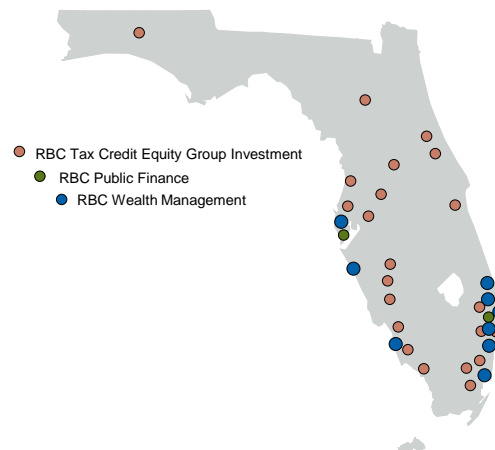 RBC Tax Credit Equity Group Investment
RBC Public Finance
RBC Wealth Management